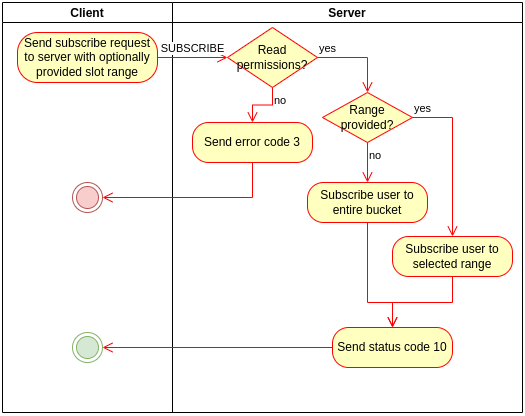 Client
Server
Send subscribe request
to server with optionally
provided slot range
SUBSCRIBE
Read
permissions?
yes
no
Range
provided?
yes
Send error code 3
no
Subscribe user to
entire bucket
Subscribe user to
selected range
Send status code 10